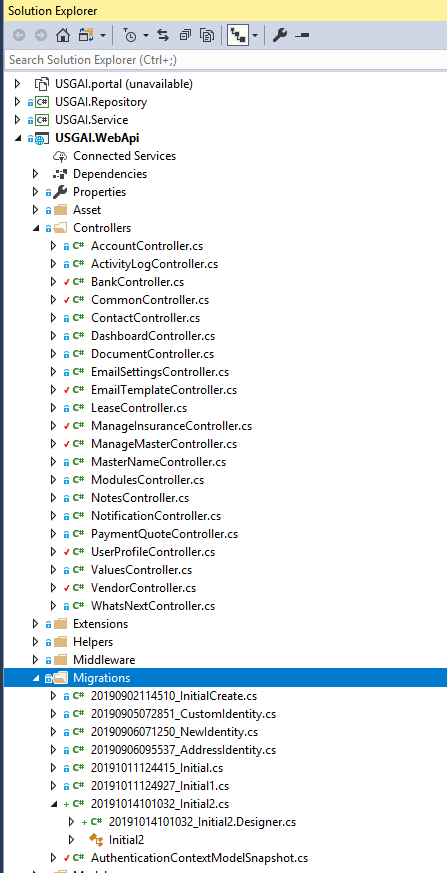 Solution Explorer
Search Solution Explorer (Ctrl+;)
USGAI.portal (unavailable)
C# USGAI.Repository
C# USGAI.Service
USGAI.WebApi
Connected Services
Dependencies
Properties
Asset
Controllers
C# AccountController.cs
C# ActivityLogController.cs
C# BankController.cs
C# CommonController.cs
C# ContactController.cs
C# DashboardController.cs
C# DocumentController.cs
C# EmailSettingsController.cs
C# EmailTemplateController.cs
C# LeaseController.cs
C# ManageInsuranceController.cs
C# ManageMasterController.cs
C# MasterNameController.cs
C# ModulesController.cs
C# NotesController.cs
C# NotificationController.cs
C# PaymentQuoteController.cs
C# UserProfileController.cs
C# ValuesController.cs
C# VendorController.cs
C# WhatsNextController.cs
Extensions
Helpers
Middleware
Migrations
C# 20190902114510_InitialCreate.cs
C# 20190905072851_CustomIdentity.cs
C# 20190906071250_NewIdentity.cs
C# 20190906095537_AddressIdentity.cs
C# 20191011124415_Initial.cs
C# 20191011124927_Initial1.cs
C# 20191014101032_Initial2.cs
C# 20191014101032_Initial2.Designer.cs
Initial2
C# AuthenticationContextModelSnapshot.cs